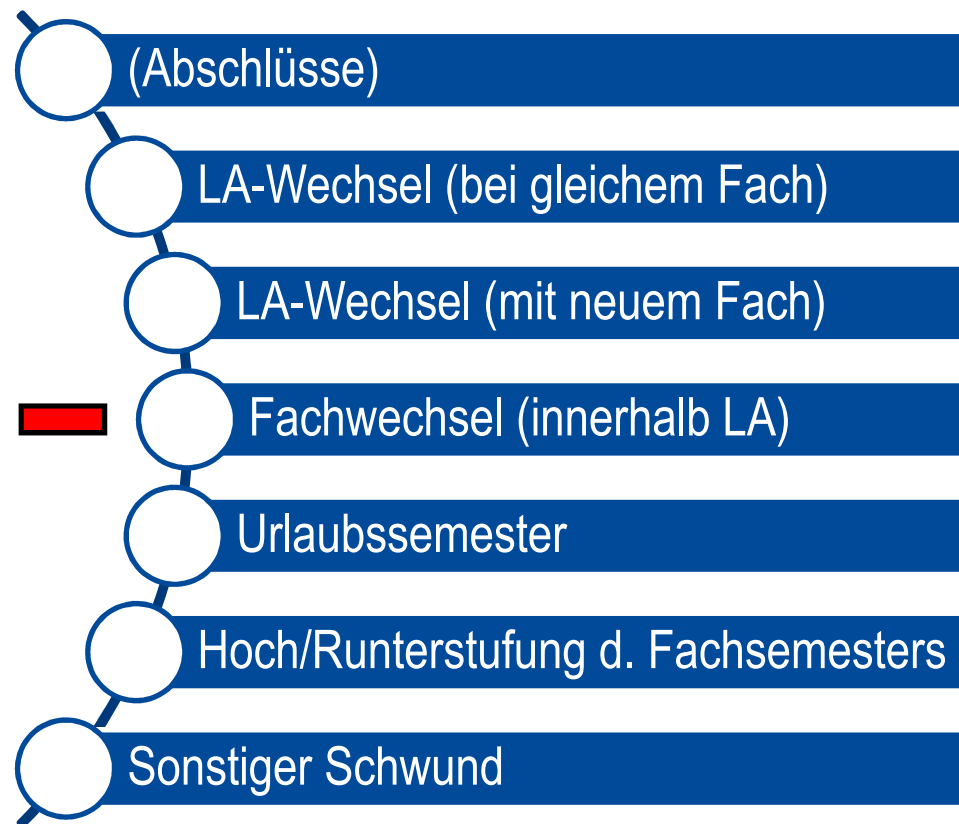 (Abschlüsse)
LA-Wechsel (bei gleichem Fach)
LA-Wechsel (mit neuem Fach)
Fachwechsel (innerhalb LA)
Urlaubssemester
Hoch/Runterstufung d. Fachsemesters
Sonstiger Schwund